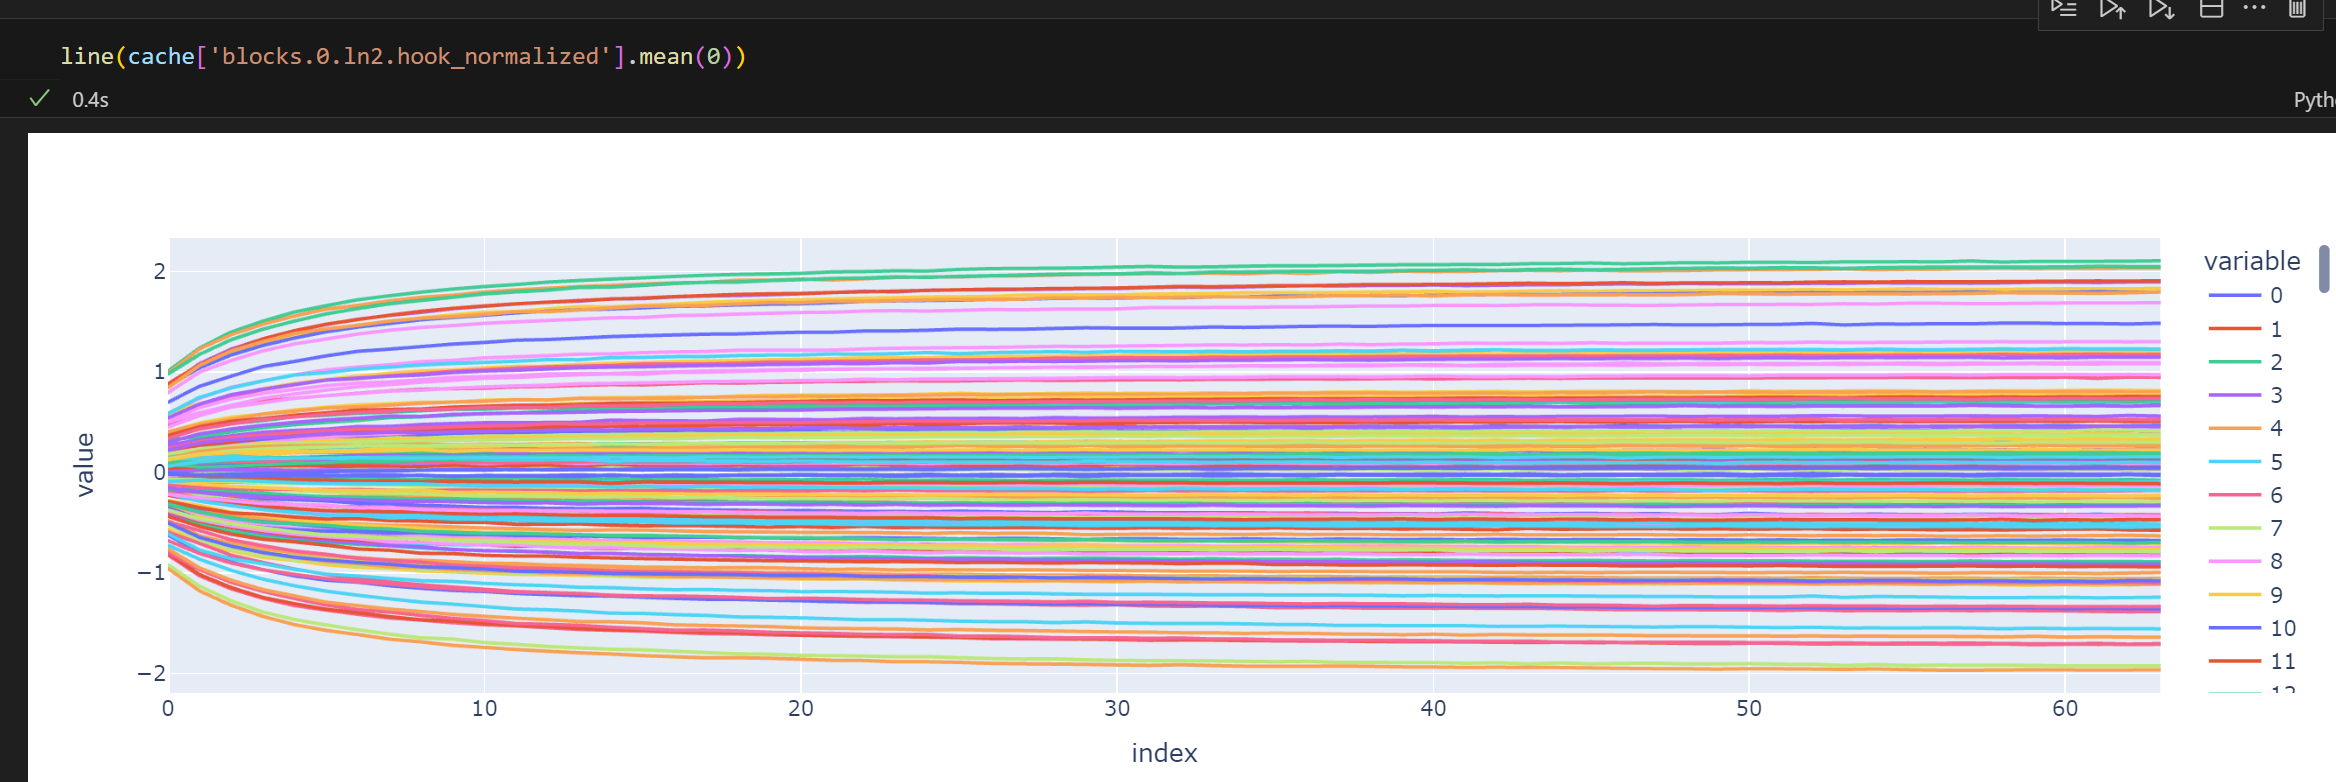 line(cache['blocks.0.ln2.hook_normalized'].mean(0))
0.4s
Pyth
2
1
0
−1
−2
value
0 10 20 30 40 50 60
index
variable
0
1
2
3
4
5
6
7
8
9
10
11